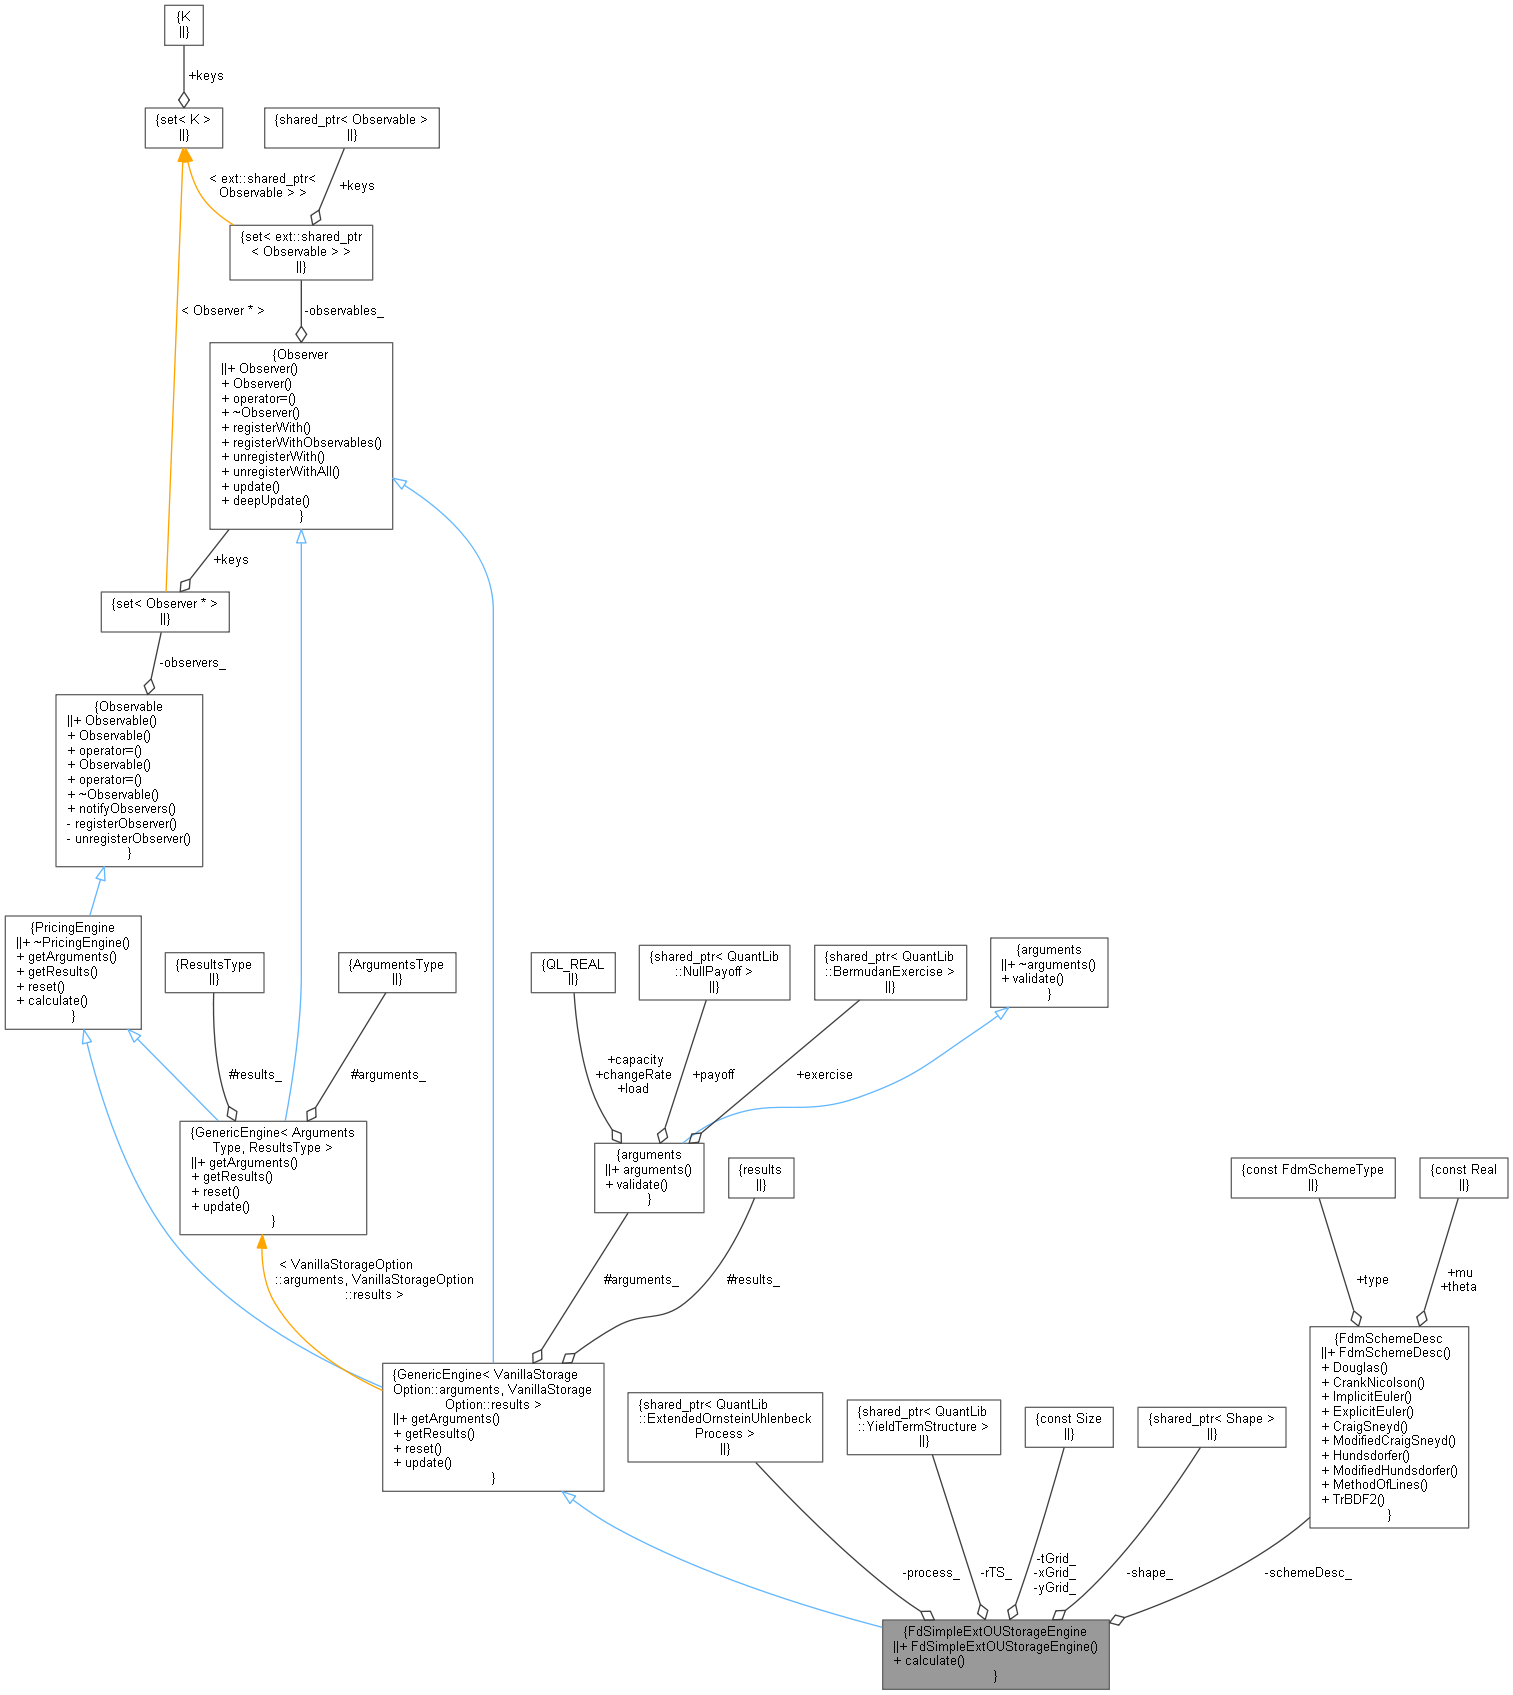 {K
||}
+keys
{set< K >
||}
{shared_ptr< Observable >
||}
< ext::shared_ptr<
Observable > >
+keys
{set< ext::shared_ptr
< Observable > >
||}
< Observer * >
-observables_
{Observer
||+ Observer()
+ Observer()
+ operator=()
+ ~Observer()
+ registerWith()
+ registerWithObservables()
+ unregisterWith()
+ unregisterWithAll()
+ update()
+ deepUpdate()
}
+keys
{set< Observer * >
||}
-observers_
{Observable
||+ Observable()
+ Observable()
+ operator=()
+ Observable()
+ operator=()
+ ~Observable()
+ notifyObservers()
- registerObserver()
- unregisterObserver()
}
{PricingEngine
||+ ~PricingEngine()
+ getArguments()
+ getResults()
+ reset()
+ calculate()
}
{ResultsType
||}
{ArgumentsType
||}
{QL_REAL
||}
{shared_ptr< QuantLib
::NullPayoff >
||}
{shared_ptr< QuantLib
::BermudanExercise >
||}
{arguments
||+ ~arguments()
+ validate()
}
#results_
#arguments_
+capacity
+changeRate
+load
+payoff
+exercise
{GenericEngine< Arguments
Type, ResultsType >
||+ getArguments()
+ getResults()
+ reset()
+ update()
}
{arguments
||+ arguments()
+ validate()
}
{results
||}
{const FdmSchemeType
||}
{const Real
||}
< VanillaStorageOption
::arguments, VanillaStorageOption
::results >
#arguments_
#results_
+type
+mu
+theta
{GenericEngine< VanillaStorage
Option::arguments, VanillaStorage
Option::results >
||+ getArguments()
+ getResults()
+ reset()
+ update()
}
{shared_ptr< QuantLib
::ExtendedOrnsteinUhlenbeck
Process >
||}
{shared_ptr< QuantLib
::YieldTermStructure >
||}
{const Size
||}
{shared_ptr< Shape >
||}
{FdmSchemeDesc
||+ FdmSchemeDesc()
+ Douglas()
+ CrankNicolson()
+ ImplicitEuler()
+ ExplicitEuler()
+ CraigSneyd()
+ ModifiedCraigSneyd()
+ Hundsdorfer()
+ ModifiedHundsdorfer()
+ MethodOfLines()
+ TrBDF2()
}
-process_
-rTS_
-tGrid_
-xGrid_
-yGrid_
-shape_
-schemeDesc_
{FdSimpleExtOUStorageEngine
||+ FdSimpleExtOUStorageEngine()
+ calculate()
}